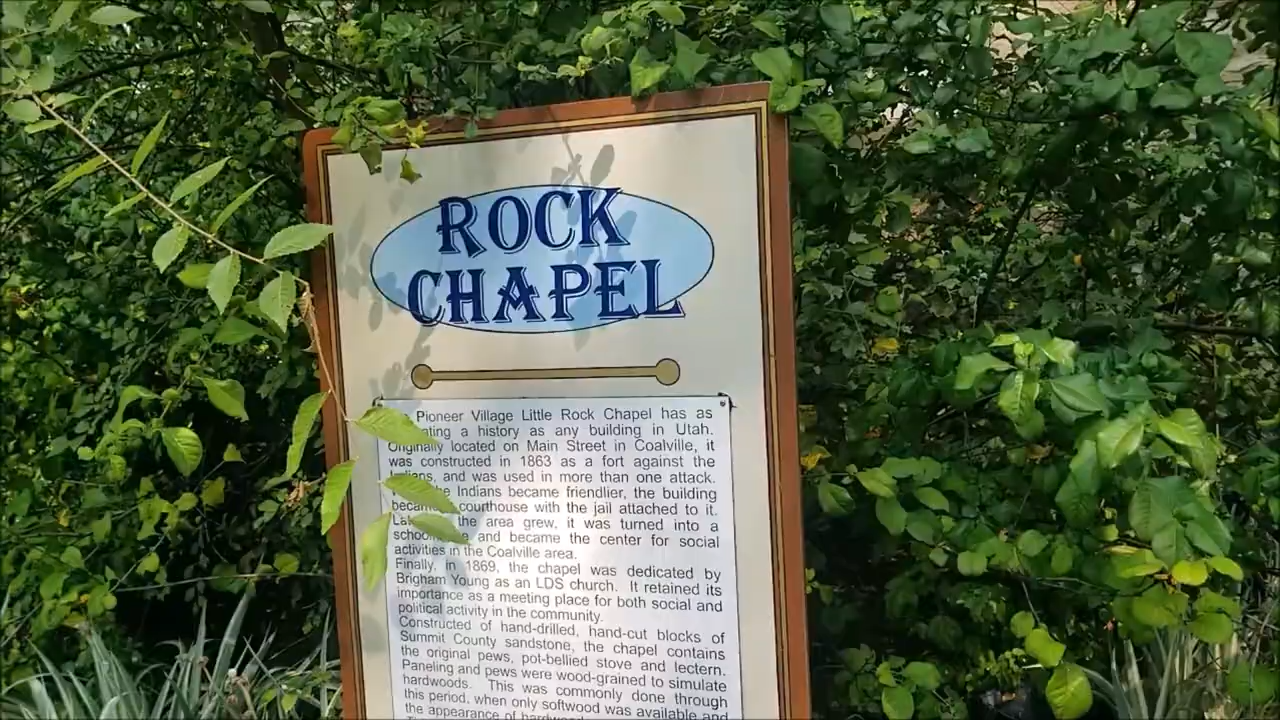 ROCK
CHAPEL
Pioneer Village Little Rock Chapel has as
a history as any building in Utah.
Originally located on Main Street in Coalville, it
was constructed in 1863 as a fort against the
Indians, and was used in more than one attack.
Indians became friendlier, the building
became courthouse with the jail attached to it.
the area grew, it was turned into a
and became the center for social
activities in the Coalville area.
Finally, in 1869, the chapel was dedicated by
Brigham Young as an LDS church. It retained its
importance as a meeting place for both social and
political activity in the community.
Constructed of hand-drilled, hand-cut blocks of
Summit County sandstone, the chapel contains
the original pews, pot-bellied stove and lectern.
Paneling and pews were wood-grained to simulate
hardwoods. This was commonly done through
this period, when only softwood was available and
the appearance of